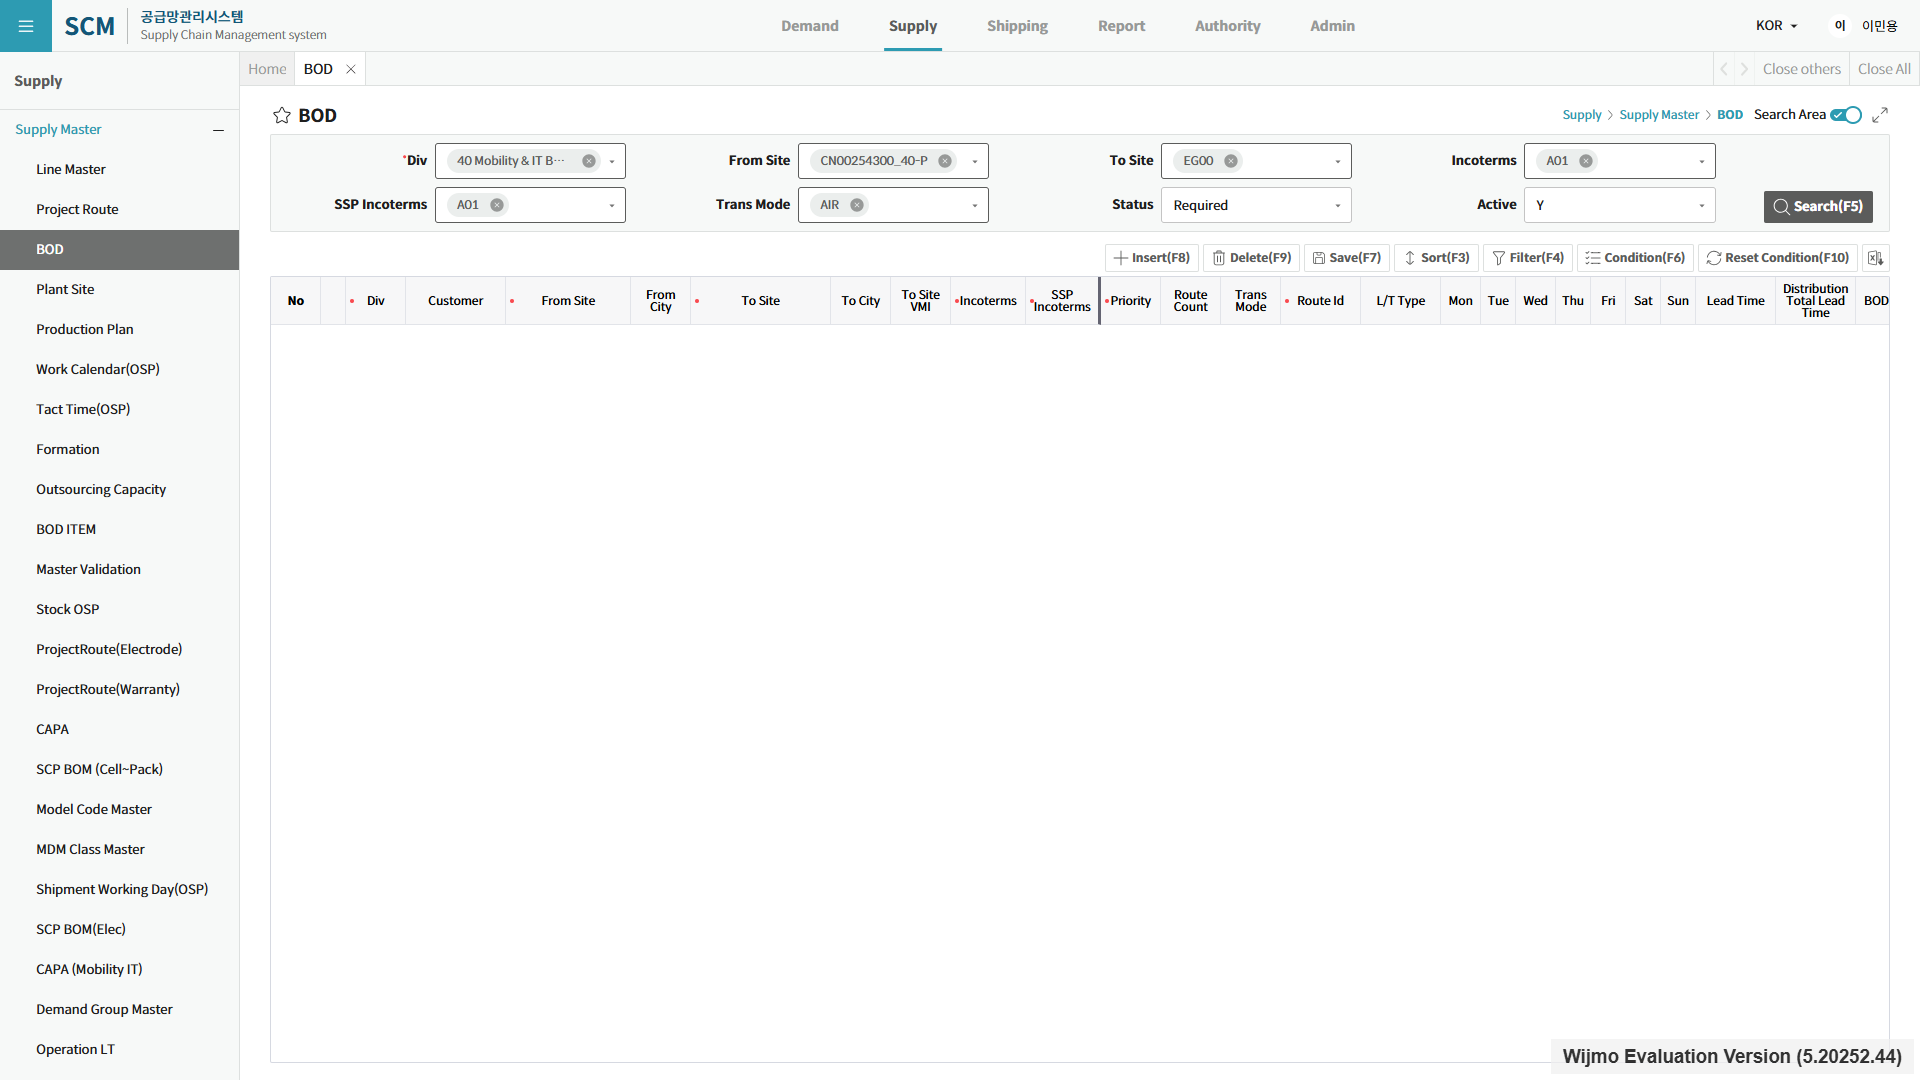 SCM
공급망관리시스템
Supply Chain Management system
Demand
Supply
Shipping
Report
Authority
Admin
KOR
이
이민용
Supply
Home
BOD
Close others
Close All
Supply Master
Line Master
Project Route
BOD
Plant Site
Production Plan
Work Calendar(OSP)
Tact Time(OSP)
Formation
Outsourcing Capacity
BOD ITEM
Master Validation
Stock OSP
ProjectRoute(Electrode)
ProjectRoute(Warranty)
CAPA
SCP BOM (Cell~Pack)
Model Code Master
MDM Class Master
Shipment Working Day(OSP)
SCP BOM(Elec)
CAPA (Mobility IT)
Demand Group Master
Operation LT
BOD
Supply > Supply Master > BOD
Search Area
*Div
40 Mobility & IT B···
From Site
CN00254300_40-P
To Site
EG00
Incoterms
A01
SSP Incoterms
A01
Trans Mode
AIR
Status
Required
Active
Y
Search(F5)
Insert(F8)
Delete(F9)
Save(F7)
Sort(F3)
Filter(F4)
Condition(F6)
Reset Condition(F10)
No
Div
Customer
From Site
From
City
To Site
To City
To Site
VMI
Incoterms
SSP
Incoterms
Priority
Route
Count
Trans
Mode
Route Id
L/T Type
Mon
Tue
Wed
Thu
Fri
Sat
Sun
Lead Time
Distribution
Total Lead
Time
BOD
Wijmo Evaluation Version (5.20252.44)